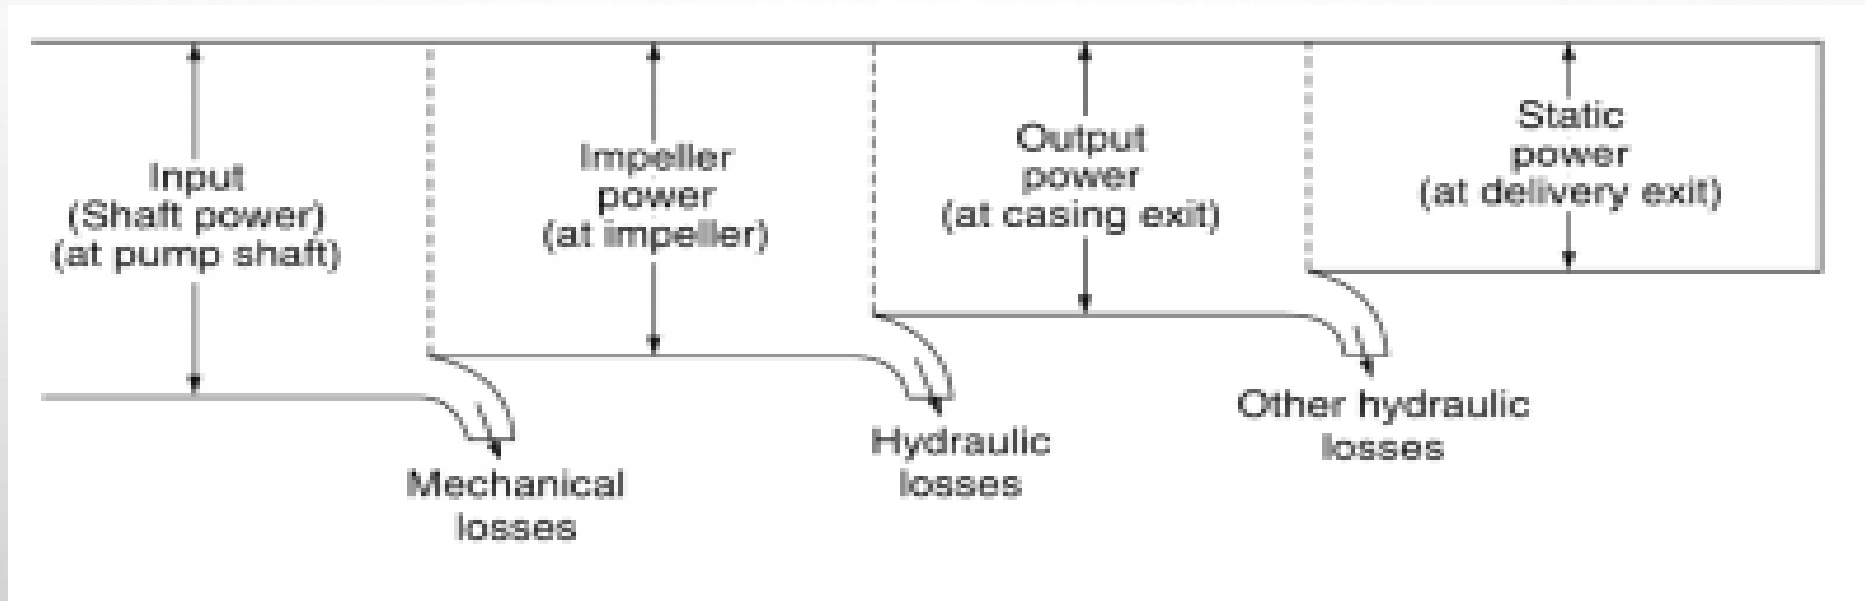 Input
(Shaft power)
(at pump shaft)
Impeller
power
(at impeller)
Output
power
(at casing exit)
Static
power
(at delivery exit)
Mechanical
losses
Hydraulic
losses
Other hydraulic
losses